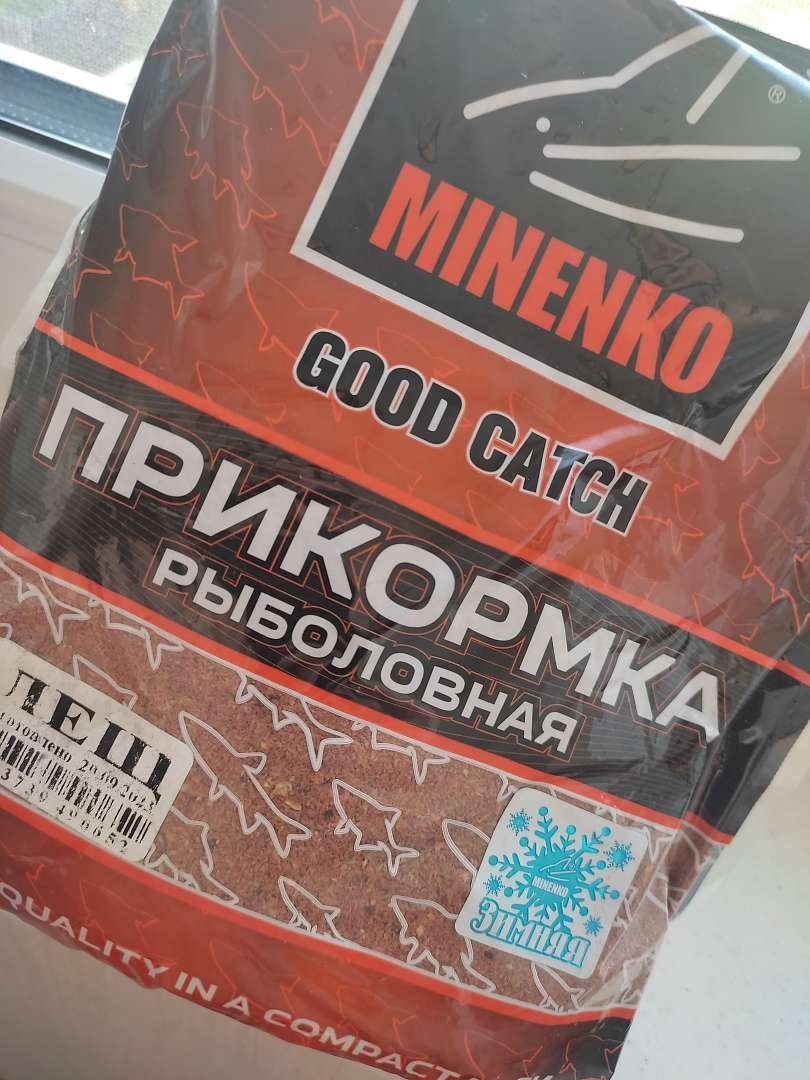 ®
MINENKO
GOOD CATCH
ПРИКОРМКА
РЫБОЛОВНАЯ
ЛЕЩ
MINENKO
Зимняя
QUALITY IN A COMPACT